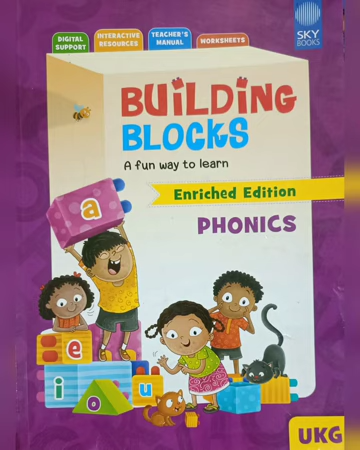 DIGITAL
SUPPORT
INTERACTIVE
RESOURCES
TEACHER'S
MANUAL
WORKSHEETS
SKY
BOOKS
BUiLDiNG
BLOCKS
A fun way to learn
Enriched Edition
PHONICS
a
e
i
o
u
UKG